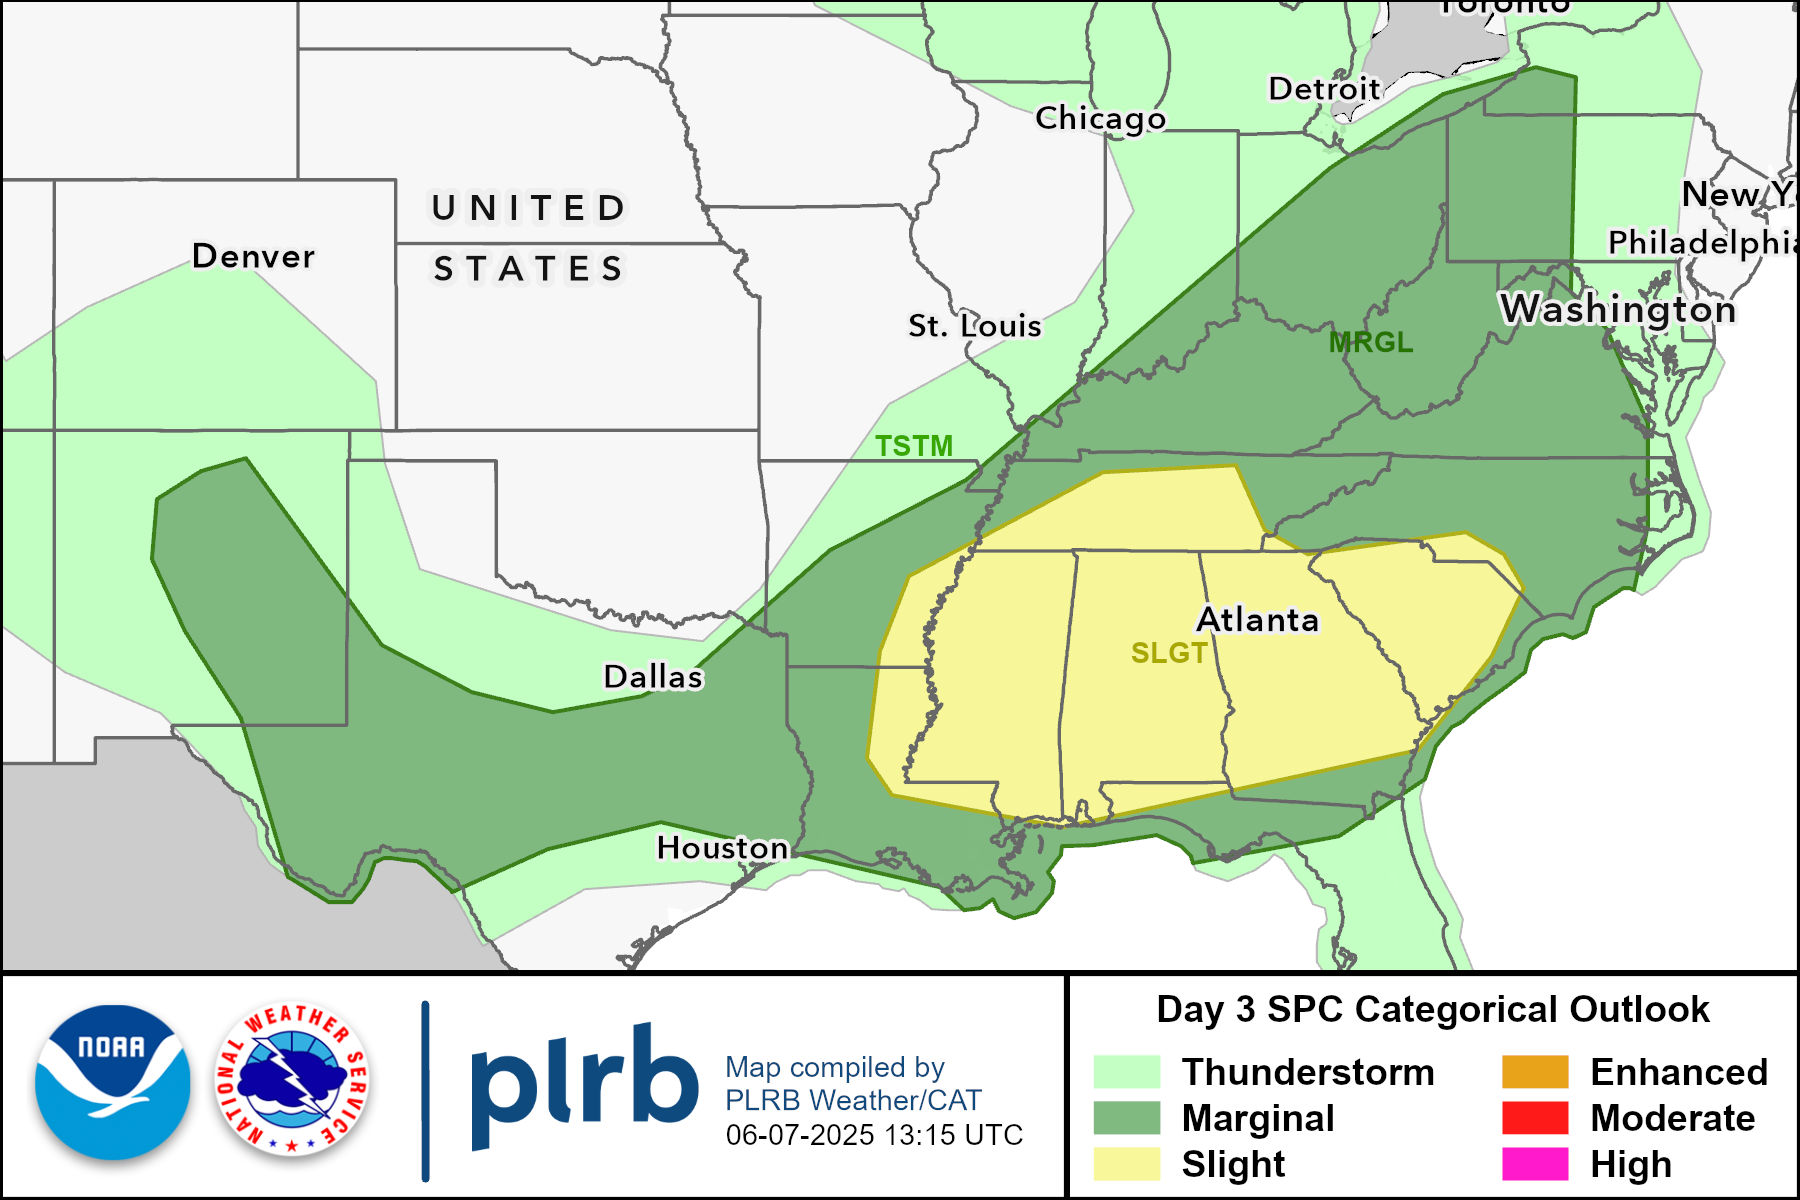 Toronto
Detroit
Chicago
New Y
UNITED
STATES
Philadelphia
Denver
Washington
St. Louis
MRGL
TSTM
Atlanta
SLGT
Dallas
Houston
NOAA
NATIONAL WEATHER SERVICE
plrb
Map compiled by
PLRB Weather/CAT
06-07-2025 13:15 UTC
Day 3 SPC Categorical Outlook
Thunderstorm
Marginal
Slight
Enhanced
Moderate
High